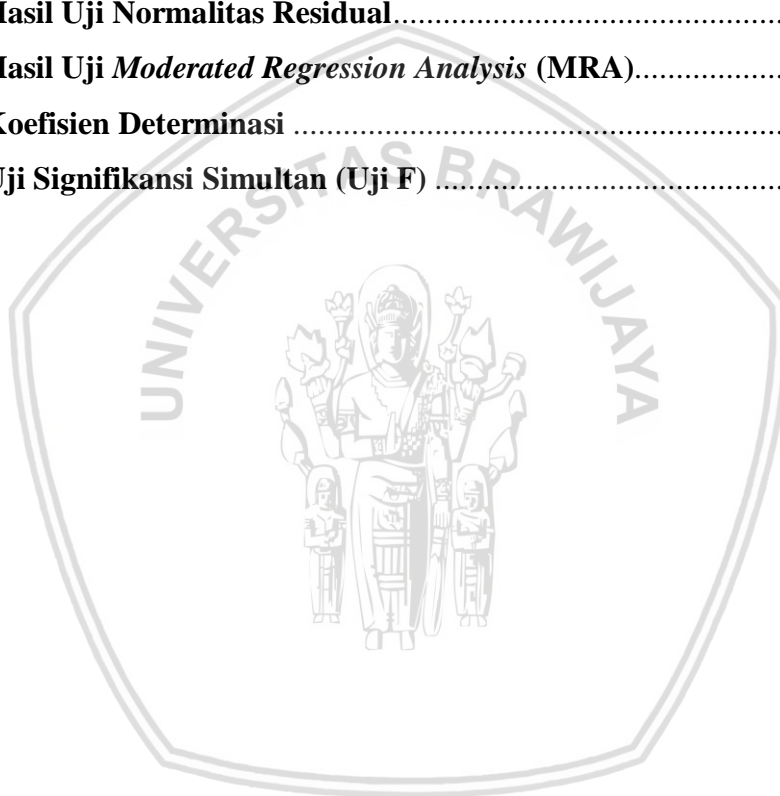 Hasil Uji Normalitas Residual
Hasil Uji Moderated Regression Analysis (MRA)
Koefisien Determinasi
Uji Signifikansi Simultan (Uji F)
UNIVERSITAS BRAWIJAYA